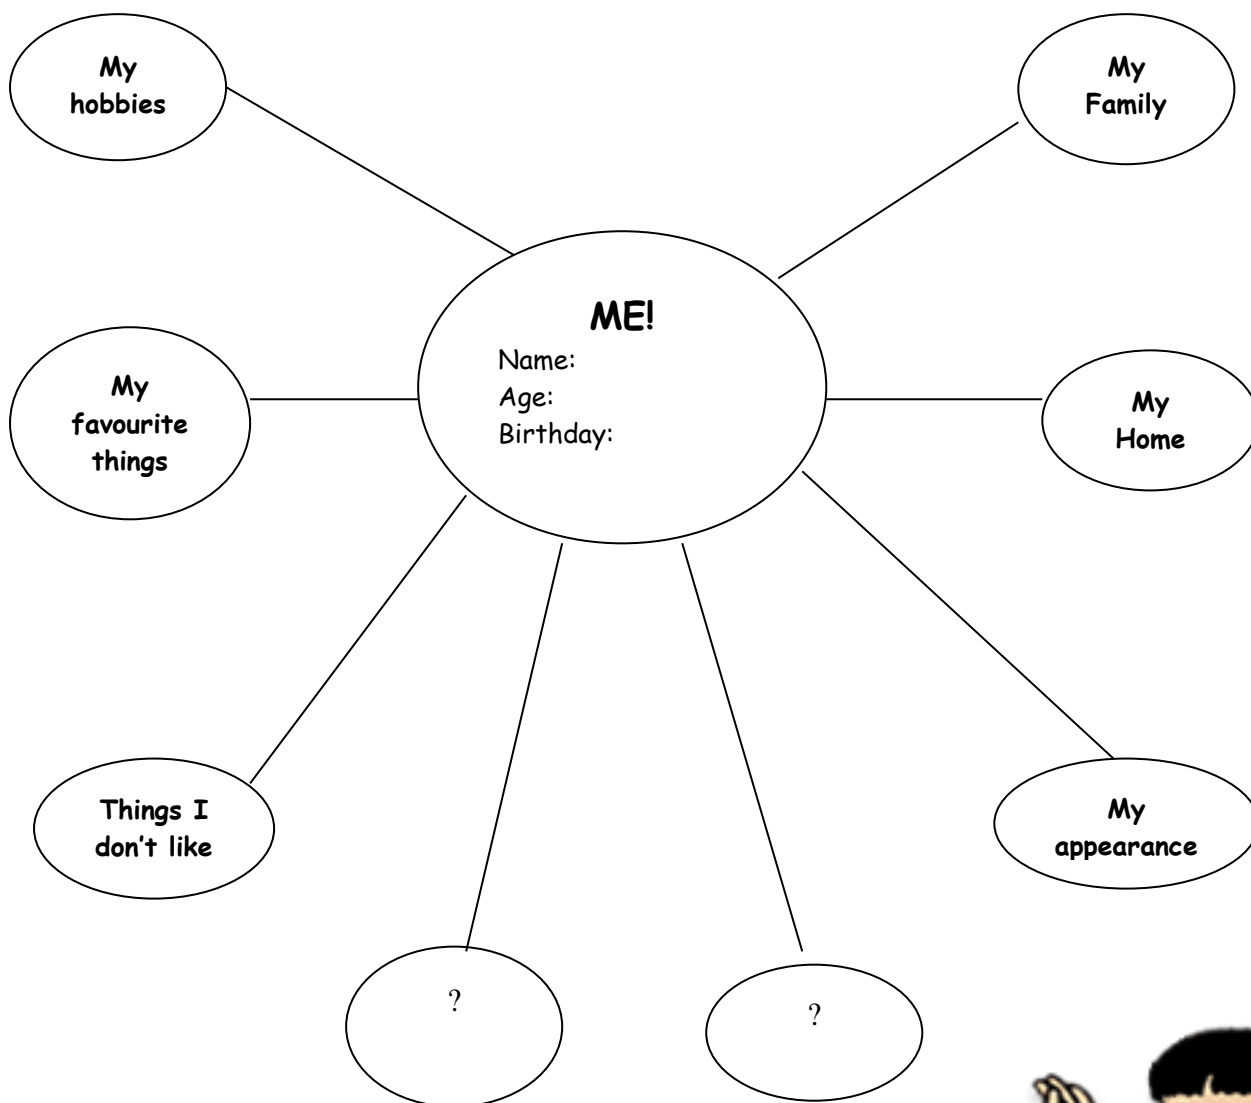 My
hobbies
My
Family
ME!
Name:
Age:
Birthday:
My
favourite
things
My
Home
Things I
don't like
My
appearance
?
?